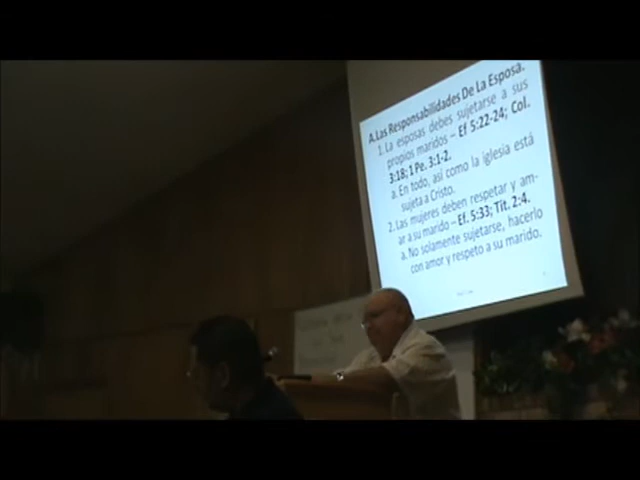 A.Las Responsabilidades De La Esposa.
1. La esposas debes sujetarse a sus
propios maridos – Ef 5:22-24; Col.
3:18; 1 Pe. 3:1-2.
a. En todo, así como la iglesia está
sujeta a Cristo.
2. Las mujeres deben respetar y am-
ar a su marido – Ef. 5:33; Tit. 2:4.
a. No solamente sujetarse, hacerlo
con amor y respeto a su marido.